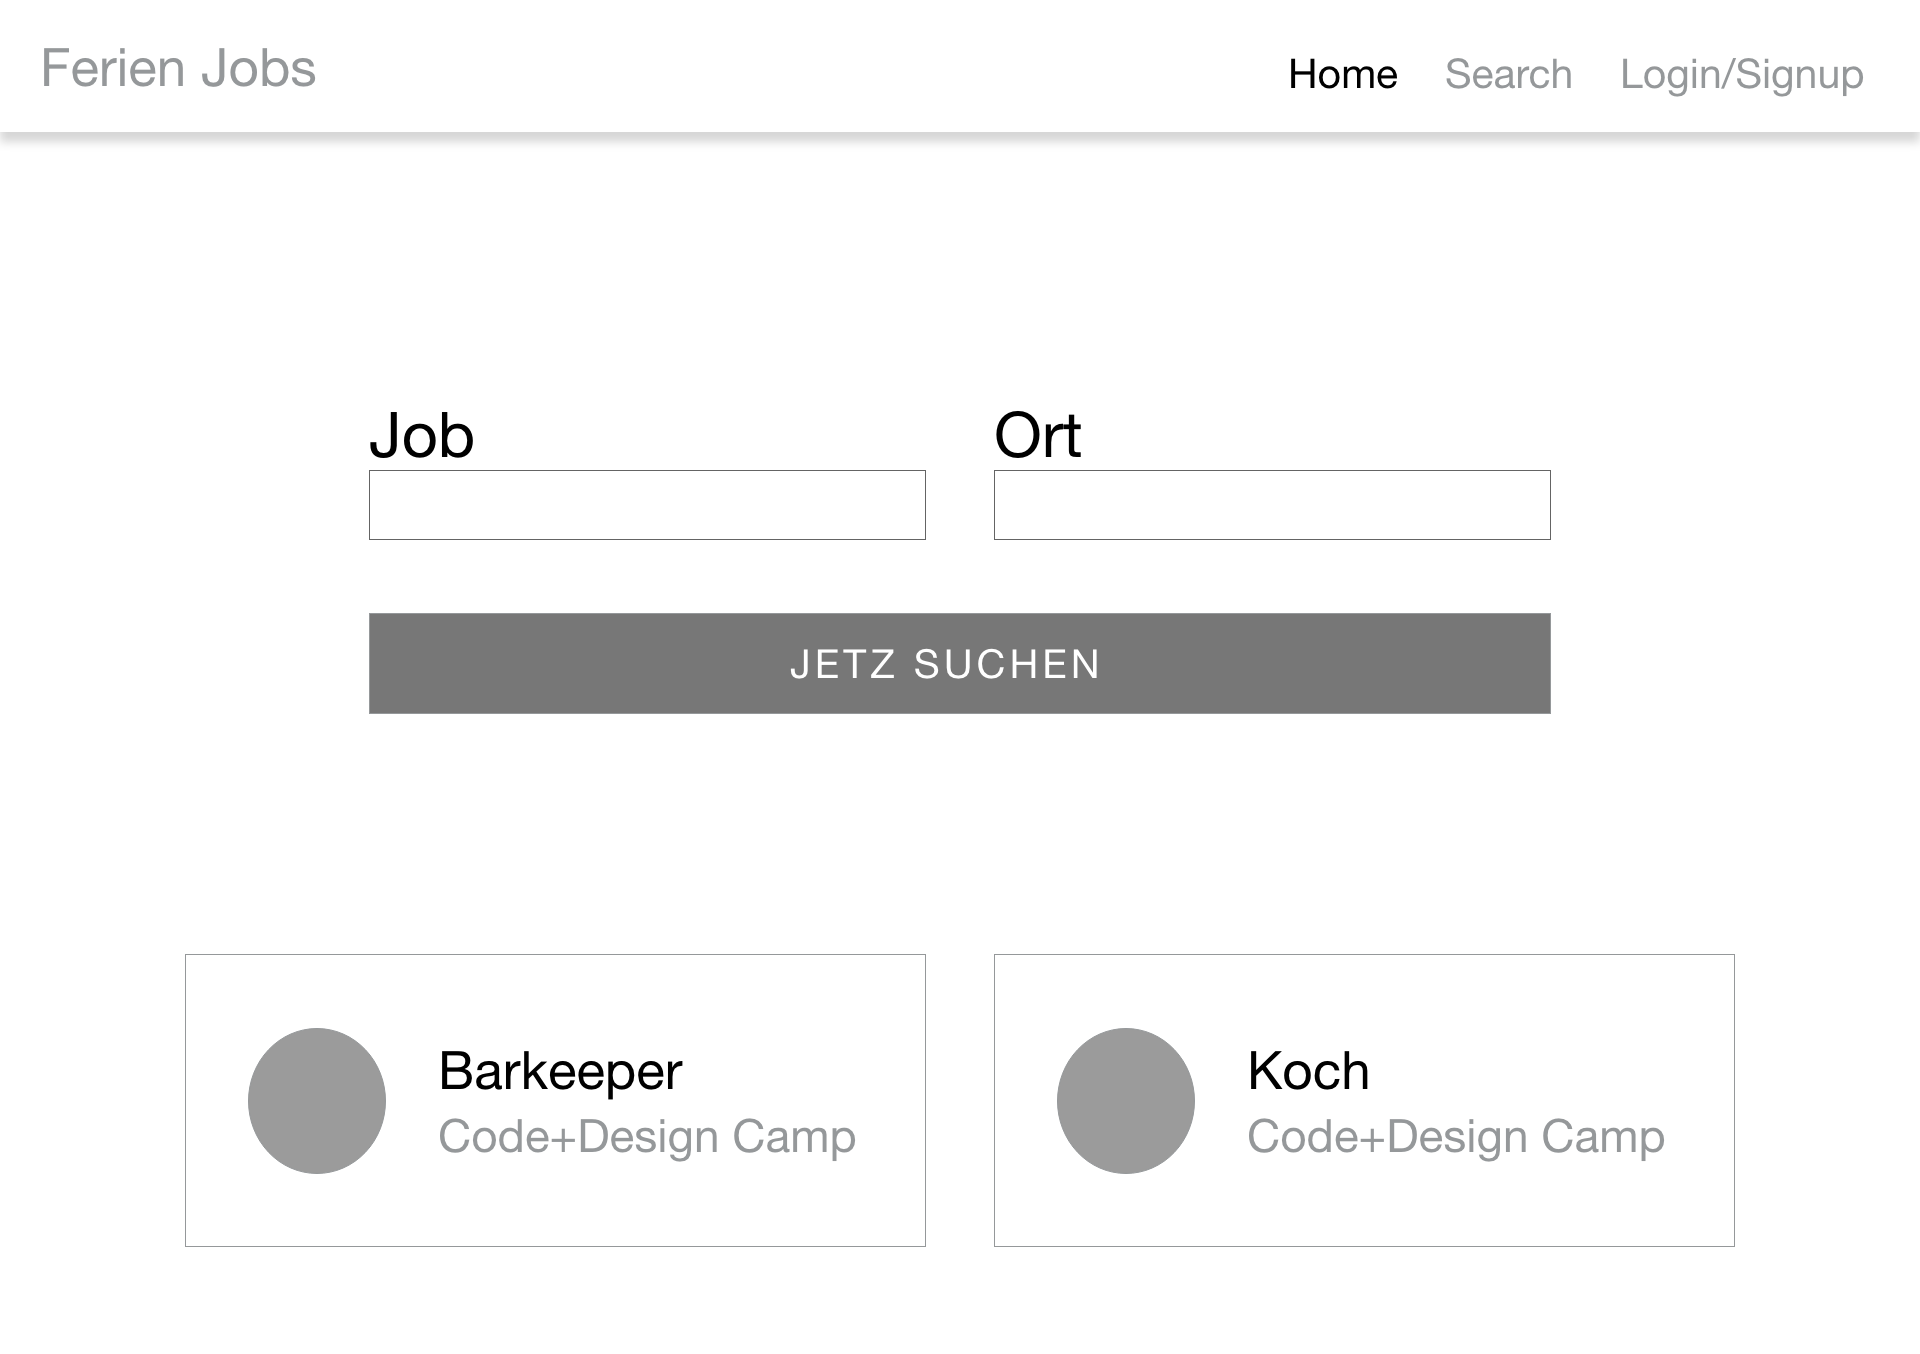 Ferien Jobs
Home Search Login/Signup
Job Ort
JETZ SUCHEN
Barkeeper
Code+Design Camp
Koch
Code+Design Camp